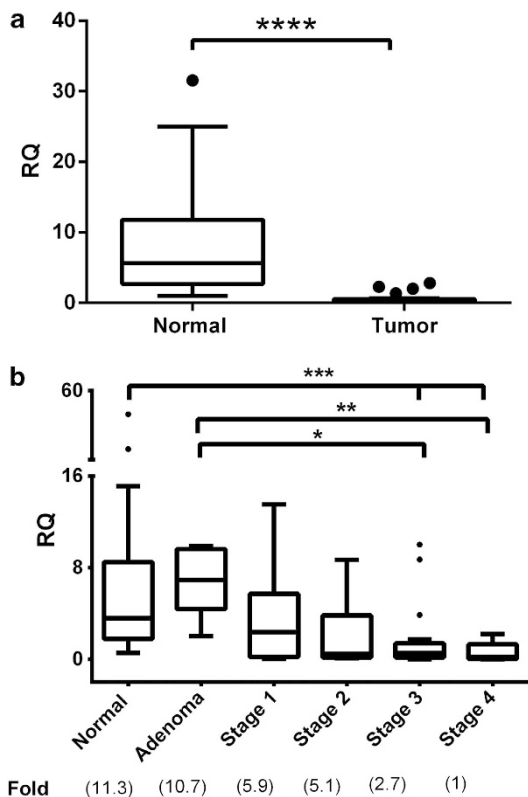 a
40
****
30
RQ
20
10
0
Normal Tumor
b
60
***
**
*
16
RQ
8
0
Normal Adenoma Stage 1 Stage 2 Stage 3 Stage 4
Fold (11.3) (10.7) (5.9) (5.1) (2.7) (1)